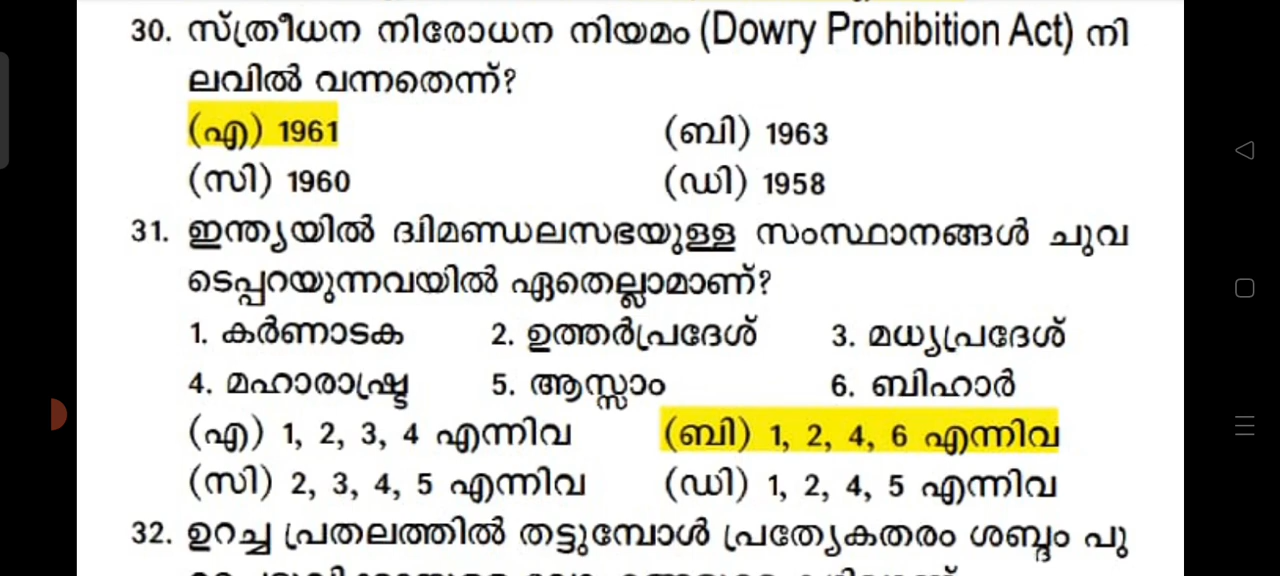 30. സ്ത്രീധന നിരോധന നിയമം (Dowry Prohibition Act) നി
ലവിൽ വന്നതെന്ന്?
(എ) 1961 (ബി) 1963
(സി) 1960 (ഡി) 1958
31. ഇന്ത്യയിൽ ദ്വിമണ്ഡലസഭയുള്ള സംസ്ഥാനങ്ങൾ ചുവ
ടെപ്പറയുന്നവയിൽ ഏതെല്ലാമാണ്?
1. കർണാടക 2. ഉത്തർപ്രദേശ് 3. മധ്യപ്രദേശ്
4. മഹാരാഷ്ട്ര 5. ആസ്സാം 6. ബിഹാർ
(എ) 1, 2, 3, 4 എന്നിവ (ബി) 1, 2, 4, 6 എന്നിവ
(സി) 2, 3, 4, 5 എന്നിവ (ഡി) 1, 2, 4, 5 എന്നിവ
32. ഉറച്ച പ്രതലത്തിൽ തട്ടുമ്പോൾ പ്രത്യേകതരം ശബ്ദം പു